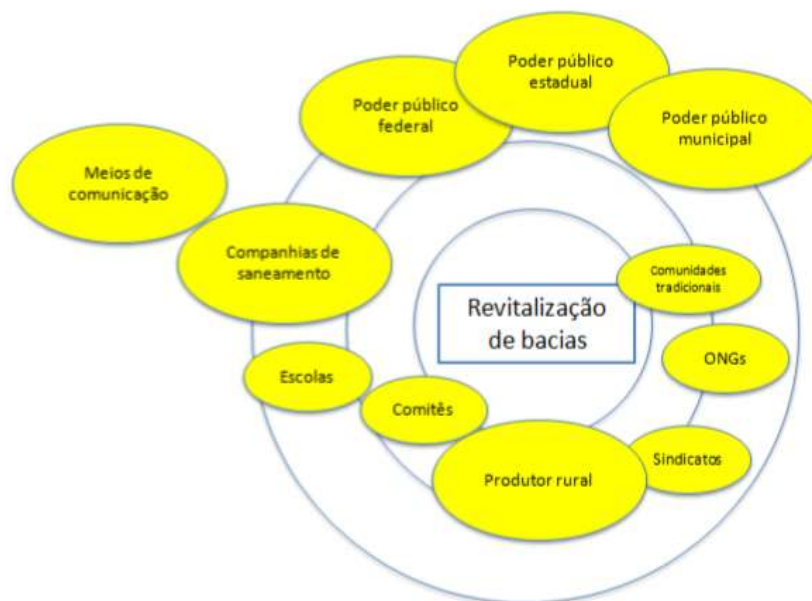 Poder público
estadual
Poder público
federal
Poder público
municipal
Meios de
comunicação
Companhias de
saneamento
Comunidades
tradicionais
Revitalização
de bacias
ONGs
Escolas
Comitês
Sindicatos
Produtor rural